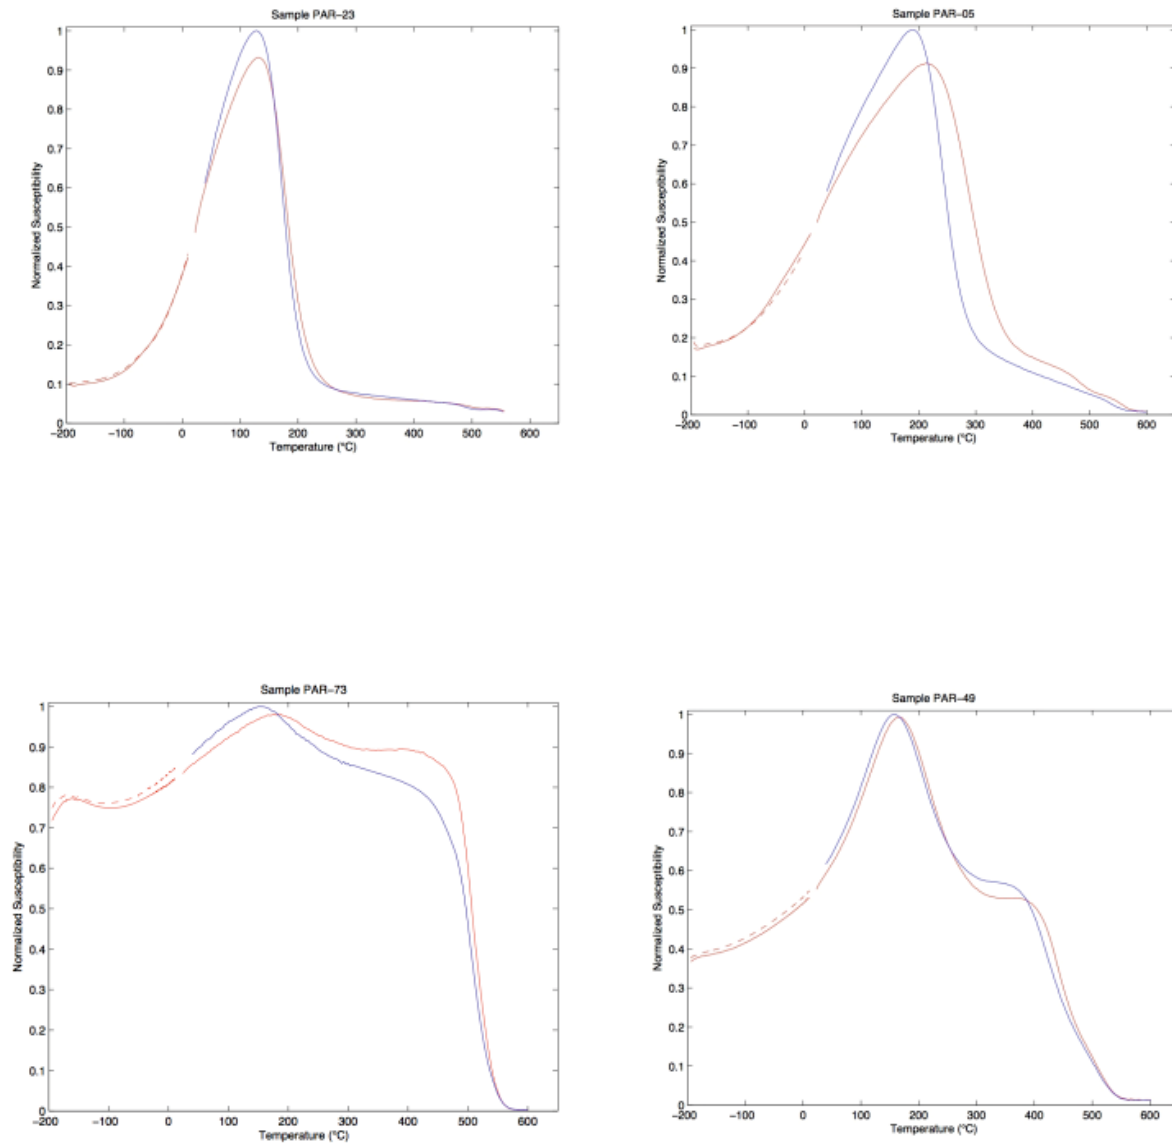 Sample PAR-23
1
0.9
0.8
0.7
0.6
0.5
0.4
0.3
0.2
0.1
0
Normalized Susceptibility
-200 -100 0 100 200 300 400 500 600
Temperature (°C)
Sample PAR-05
1
0.9
0.8
0.7
0.6
0.5
0.4
0.3
0.2
0.1
0
Normalized Susceptibility
-200 -100 0 100 200 300 400 500 600
Temperature (°C)
Sample PAR-73
1
0.9
0.8
0.7
0.6
0.5
0.4
0.3
0.2
0.1
0
Normalized Susceptibility
-200 -100 0 100 200 300 400 500 600
Temperature (°C)
Sample PAR-49
1
0.9
0.8
0.7
0.6
0.5
0.4
0.3
0.2
0.1
0
Normalized Susceptibility
-200 -100 0 100 200 300 400 500 600
Temperature (°C)